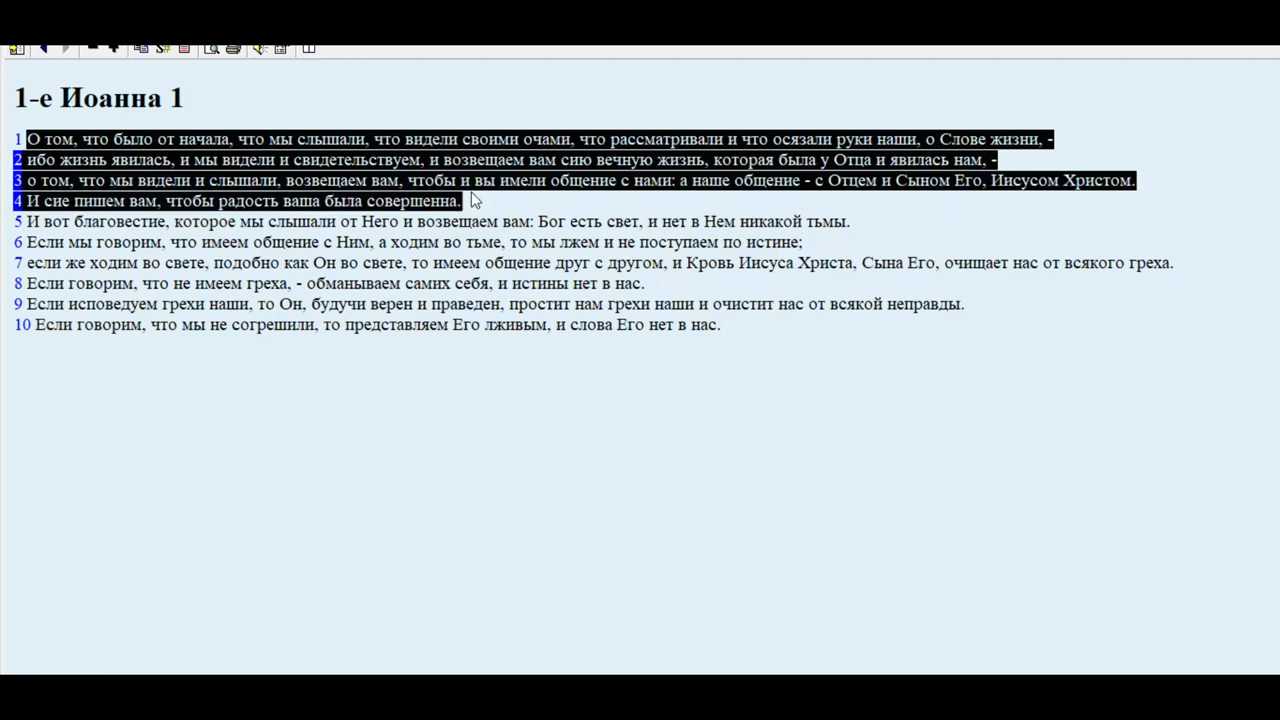 1-е Иоанна 1
1 О том, что было от начала, что мы слышали, что видели своими очами, что рассматривали и что осязали руки наши, о Слове жизни, -
2 ибо жизнь явилась, и мы видели и свидетельствуем, и возвещаем вам сию вечную жизнь, которая была у Отца и явилась нам, -
3 о том, что мы видели и слышали, возвещаем вам, чтобы и вы имели общение с нами: а наше общение - с Отцем и Сыном Его, Иисусом Христом.
4 И сие пишем вам, чтобы радость ваша была совершенна.
5 И вот благовестие, которое мы слышали от Него и возвещаем вам: Бог есть свет, и нет в Нем никакой тьмы.
6 Если мы говорим, что имеем общение с Ним, а ходим во тьме, то мы лжем и не поступаем по истине;
7 если же ходим во свете, подобно как Он во свете, то имеем общение друг с другом, и Кровь Иисуса Христа, Сына Его, очищает нас от всякого греха.
8 Если говорим, что не имеем греха, - обманываем самих себя, и истины нет в нас.
9 Если исповедуем грехи наши, то Он, будучи верен и праведен, простит нам грехи наши и очистит нас от всякой неправды.
10 Если говорим, что мы не согрешили, то представляем Его лживым, и слова Его нет в нас.